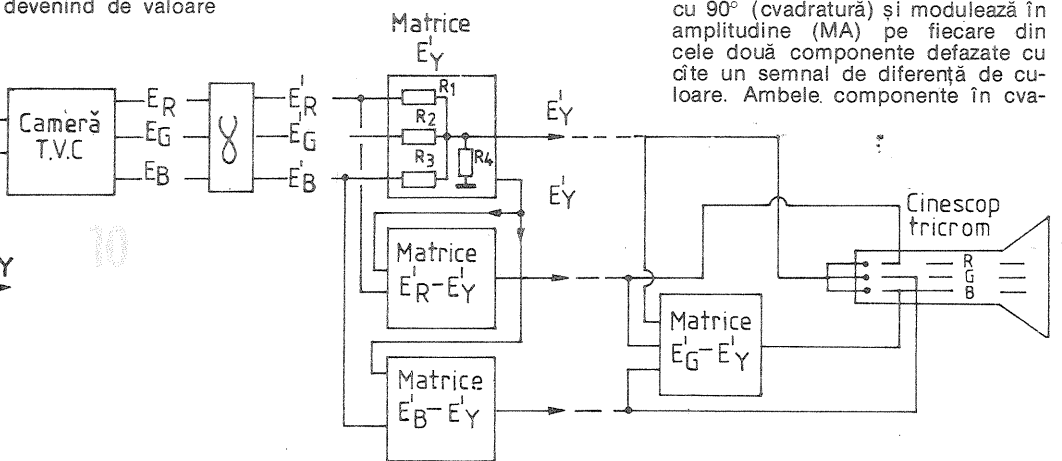 devenind de valoare
cu 90° (cvadratură) și modulează în
amplitudine (MA) pe fiecare din
cele două componente defazate cu
cîte un semnal de diferență de cu-
loare. Ambele componente în cva-
Matrice
E'Y
Cameră
T.V.C
ER
EG
EB
γ
E'R
E'G
E'B
R1
R2
R3
R4
E'Y
E'Y
Y
Matrice
E'R-E'Y
Matrice
E'B-E'Y
Matrice
E'G-E'Y
Cinescop
tricrom
R
G
B